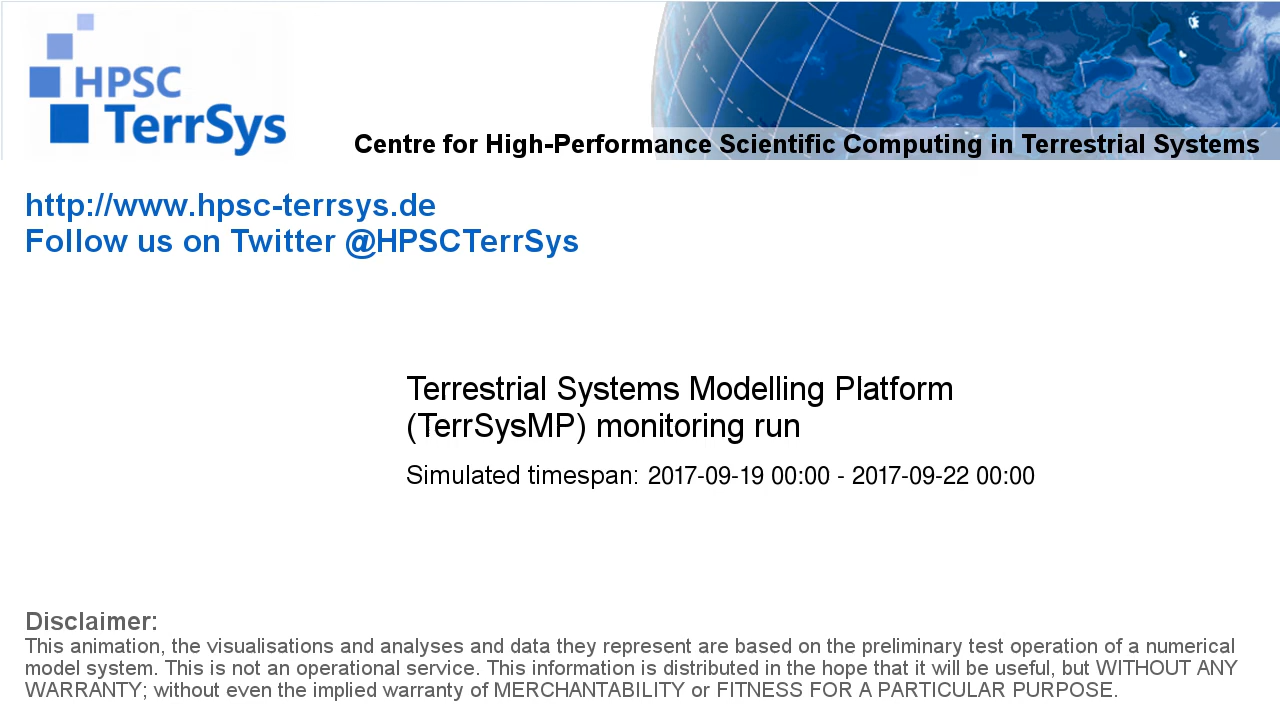 HPSC
TerrSys
Centre for High-Performance Scientific Computing in Terrestrial Systems
http://www.hpsc-terrsys.de
Follow us on Twitter @HPSCTerrSys
Terrestrial Systems Modelling Platform
(TerrSysMP) monitoring run
Simulated timespan: 2017-09-19 00:00 - 2017-09-22 00:00
Disclaimer:
This animation, the visualisations and analyses and data they represent are based on the preliminary test operation of a numerical
model system. This is not an operational service. This information is distributed in the hope that it will be useful, but WITHOUT ANY
WARRANTY; without even the implied warranty of MERCHANTABILITY or FITNESS FOR A PARTICULAR PURPOSE.